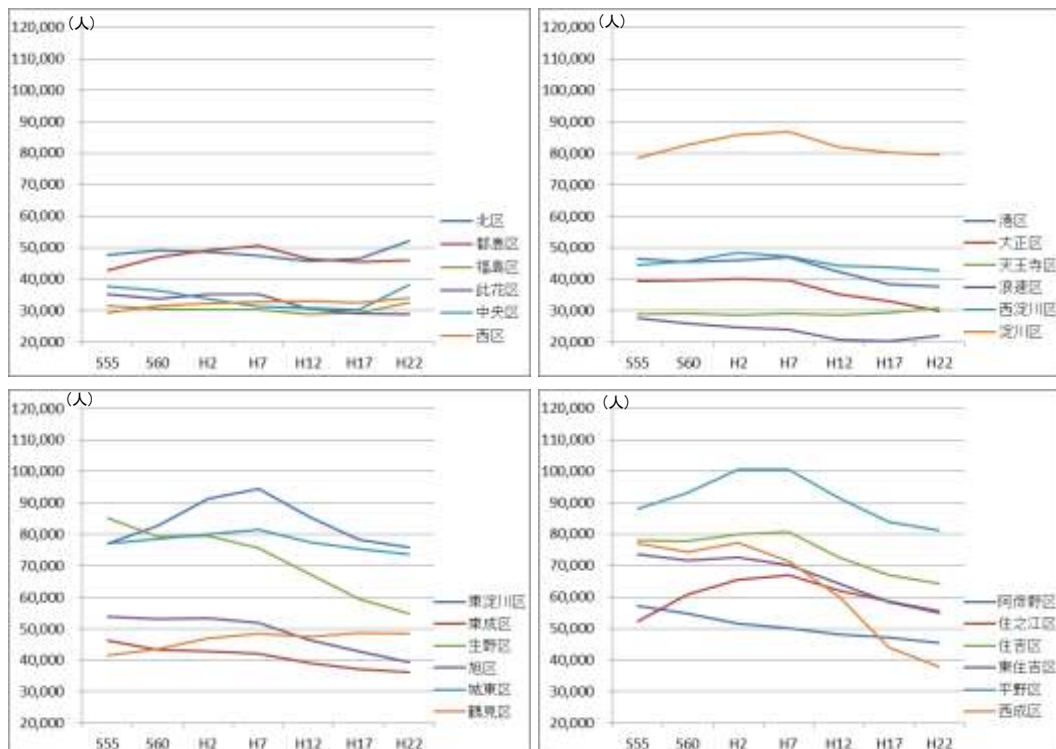 (人)
120,000
110,000
100,000
90,000
80,000
70,000
60,000
50,000
40,000
30,000
20,000
S55 S60 H2 H7 H12 H17 H22
北区
都島区
福島区
此花区
中央区
西区
(人)
120,000
110,000
100,000
90,000
80,000
70,000
60,000
50,000
40,000
30,000
20,000
S55 S60 H2 H7 H12 H17 H22
港区
大正区
天王寺区
浪速区
西淀川区
淀川区
(人)
120,000
110,000
100,000
90,000
80,000
70,000
60,000
50,000
40,000
30,000
20,000
S55 S60 H2 H7 H12 H17 H22
東淀川区
東成区
生野区
旭区
城東区
鶴見区
(人)
120,000
110,000
100,000
90,000
80,000
70,000
60,000
50,000
40,000
30,000
20,000
S55 S60 H2 H7 H12 H17 H22
阿倍野区
住之江区
住吉区
東住吉区
平野区
西成区